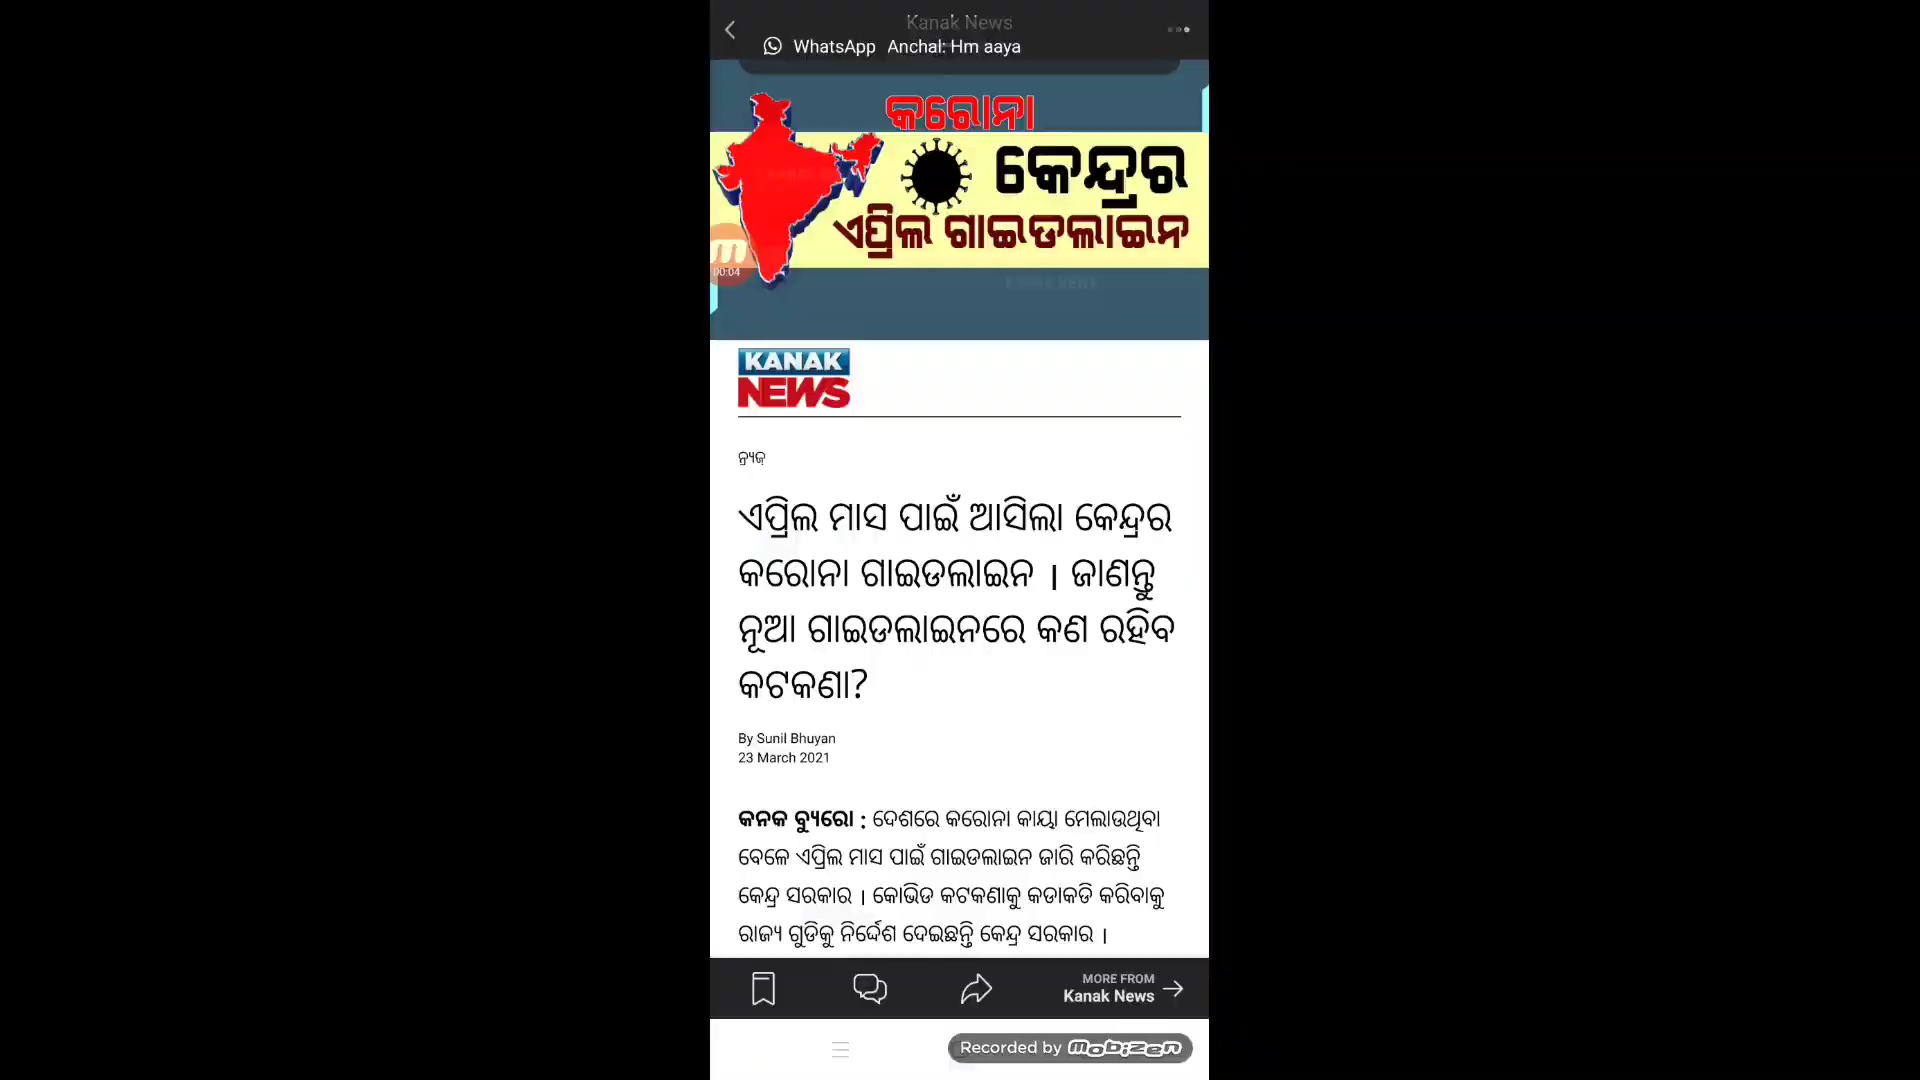 Kanak News
WhatsApp Anchal: Hm aaya
କରୋନା
କେନ୍ଦ୍ରର
ଏପ୍ରିଲ ଗାଇଡଲାଇନ
00:04
KANAK NEWS
KANAK
NEWS
ନ୍ୟୁଜ୍
ଏପ୍ରିଲ ମାସ ପାଇଁ ଆସିଲା କେନ୍ଦ୍ରର
କରୋନା ଗାଇଡଲାଇନ । ଜାଣନ୍ତୁ
ନୂଆ ଗାଇଡଲାଇନରେ କଣ ରହିବ
କଟକଣା?
By Sunil Bhuyan
23 March 2021
କନକ ବ୍ୟୁରୋ : ଦେଶରେ କରୋନା କାୟା ମେଲାଉଥିବା
ବେଳେ ଏପ୍ରିଲ ମାସ ପାଇଁ ଗାଇଡଲାଇନ ଜାରି କରିଛନ୍ତି
କେନ୍ଦ୍ର ସରକାର । କୋଭିଡ କଟକଣାକୁ କଡାକଡି କରିବାକୁ
ରାଜ୍ୟ ଗୁଡିକୁ ନିର୍ଦ୍ଦେଶ ଦେଇଛନ୍ତି କେନ୍ଦ୍ର ସରକାର ।
MORE FROM
Kanak News
Recorded by mobizen